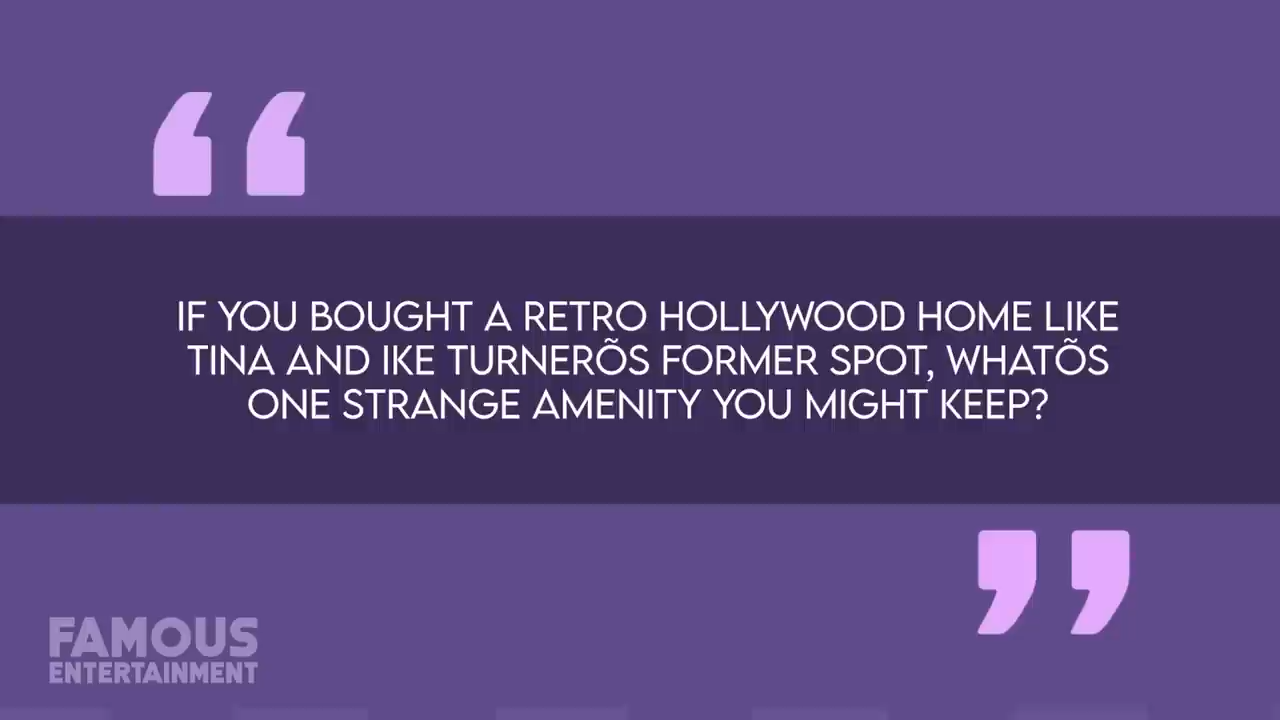 IF YOU BOUGHT A RETRO HOLLYWOOD HOME LIKE
TINA AND IKE TURNERÕS FORMER SPOT, WHATÕS
ONE STRANGE AMENITY YOU MIGHT KEEP?
FAMOUS
ENTERTAINMENT